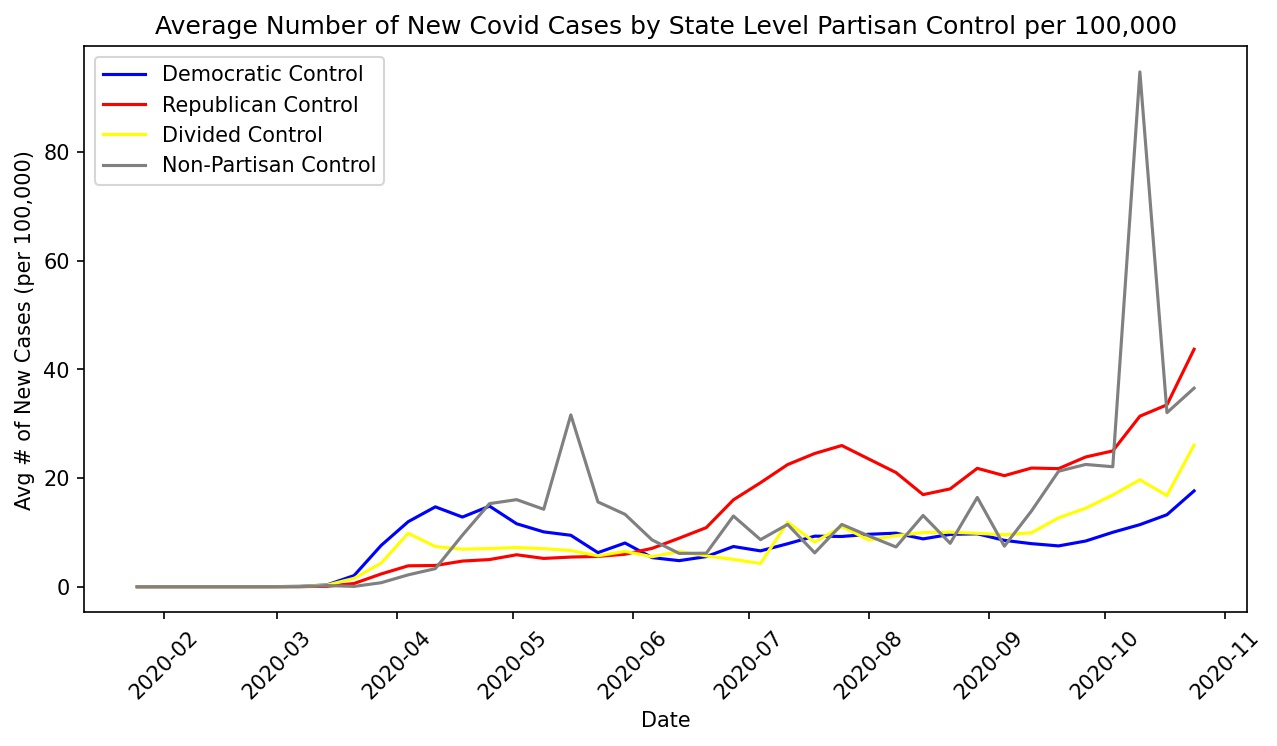 Average Number of New Covid Cases by State Level Partisan Control per 100,000
Democratic Control
Republican Control
Divided Control
Non-Partisan Control
Avg # of New Cases (per 100,000)
80
60
40
20
0
2020-02
2020-03
2020-04
2020-05
2020-06
2020-07
2020-08
2020-09
2020-10
2020-11
Date